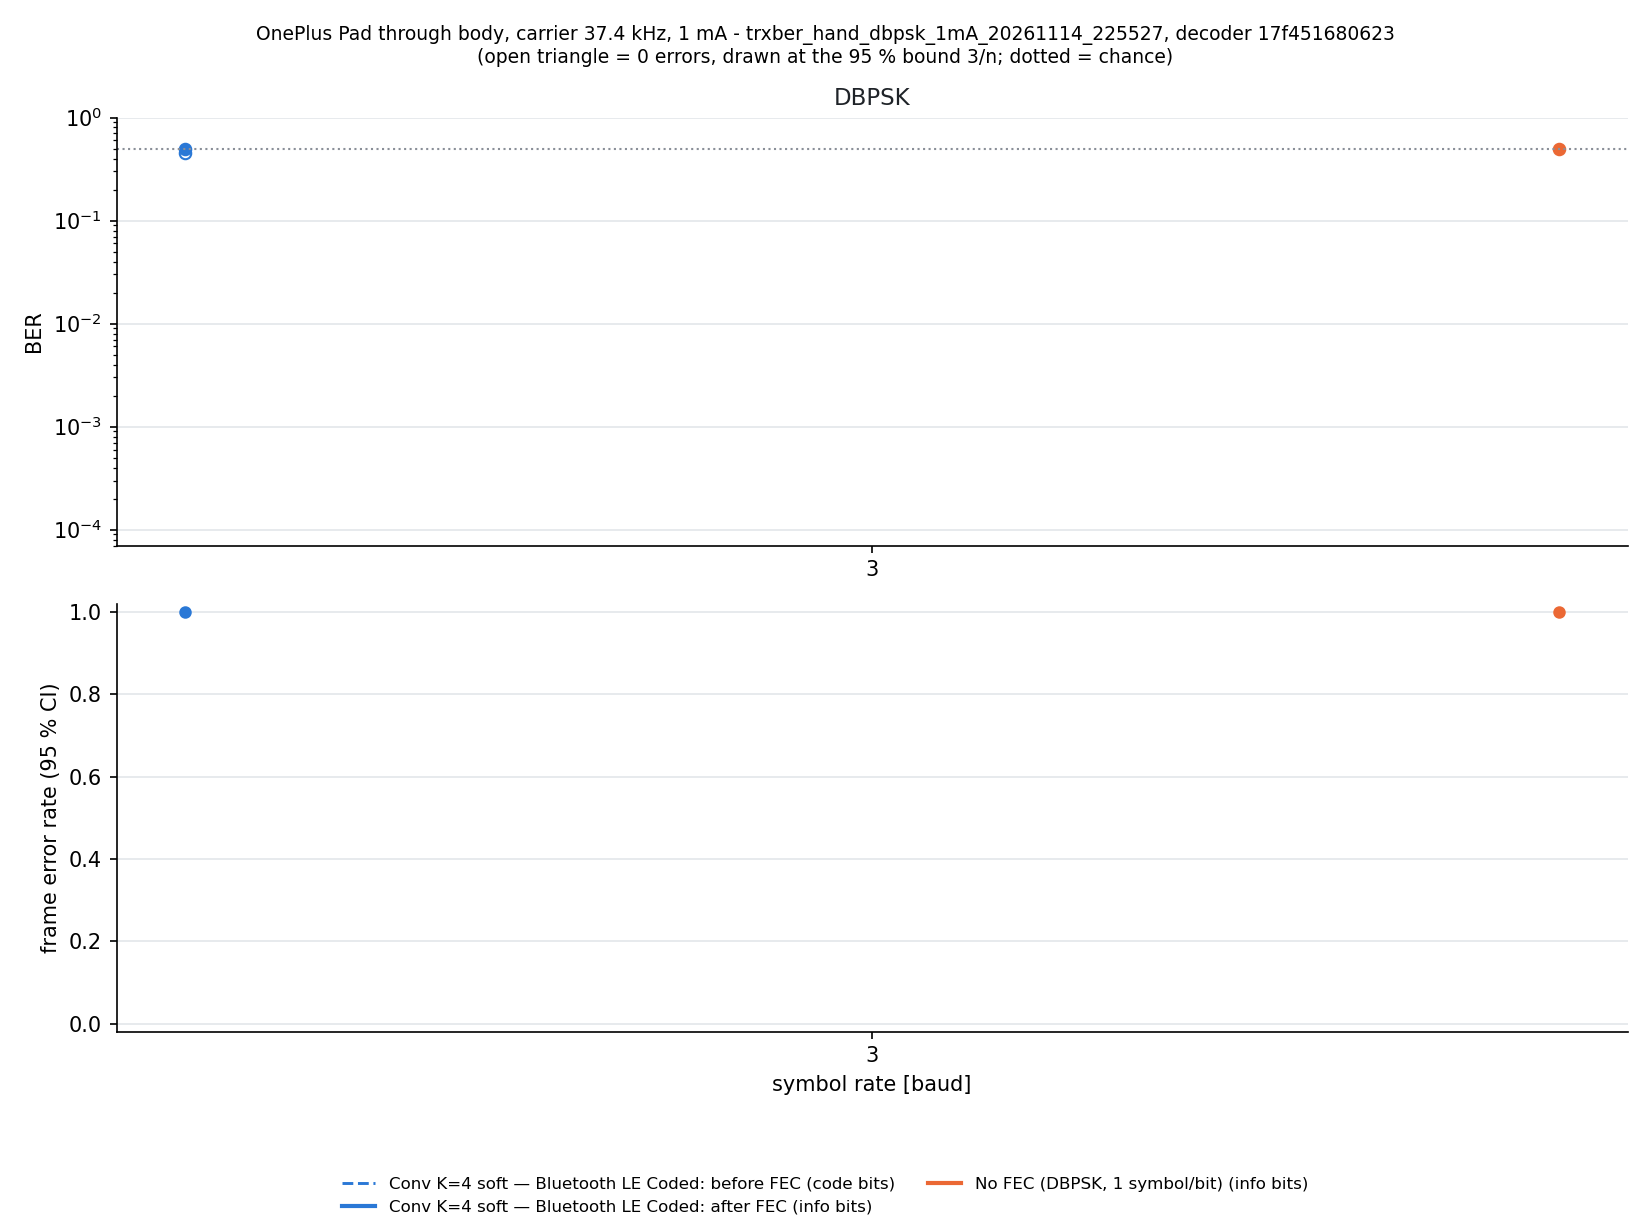 OnePlus Pad through body, carrier 37.4 kHz, 1 mA - trxber_hand_dbpsk_1mA_20261114_225527, decoder 17f451680623
(open triangle = 0 errors, drawn at the 95 % bound 3/n; dotted = chance)
DBPSK
10⁰
10⁻¹
10⁻²
10⁻³
10⁻⁴
BER
3
1.0
0.8
0.6
0.4
0.2
0.0
frame error rate (95 % CI)
3
symbol rate [baud]
Conv K=4 soft — Bluetooth LE Coded: before FEC (code bits)
Conv K=4 soft — Bluetooth LE Coded: after FEC (info bits)
No FEC (DBPSK, 1 symbol/bit) (info bits)